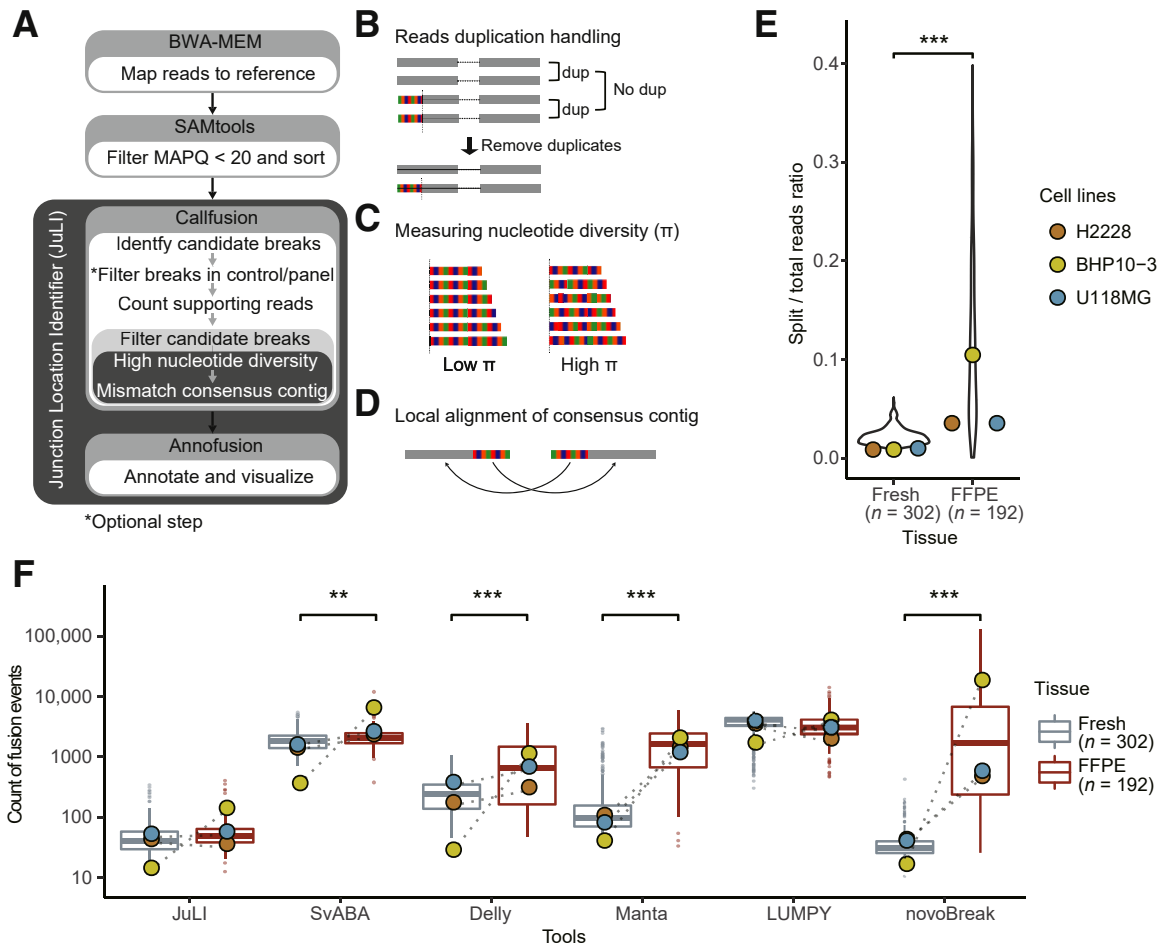 A
BWA-MEM
Map reads to reference
SAMtools
Filter MAPQ < 20 and sort
Junction Location Identifier (JuLI)
Callfusion
Identfy candidate breaks
*Filter breaks in control/panel
Count supporting reads
Filter candidate breaks
High nucleotide diversity
Mismatch consensus contig
Annofusion
Annotate and visualize
*Optional step
B
Reads duplication handling
dup
No dup
dup
Remove duplicates
C
Measuring nucleotide diversity (π)
Low π
High π
D
Local alignment of consensus contig
E
***
Split / total reads ratio
0.4
0.3
0.2
0.1
0.0
Fresh
(n = 302)
FFPE
(n = 192)
Tissue
Cell lines
H2228
BHP10−3
U118MG
F
Count of fusion events
100,000
10,000
1000
100
10
**
***
***
***
JuLI
SvABA
Delly
Manta
LUMPY
novoBreak
Tools
Tissue
Fresh
(n = 302)
FFPE
(n = 192)